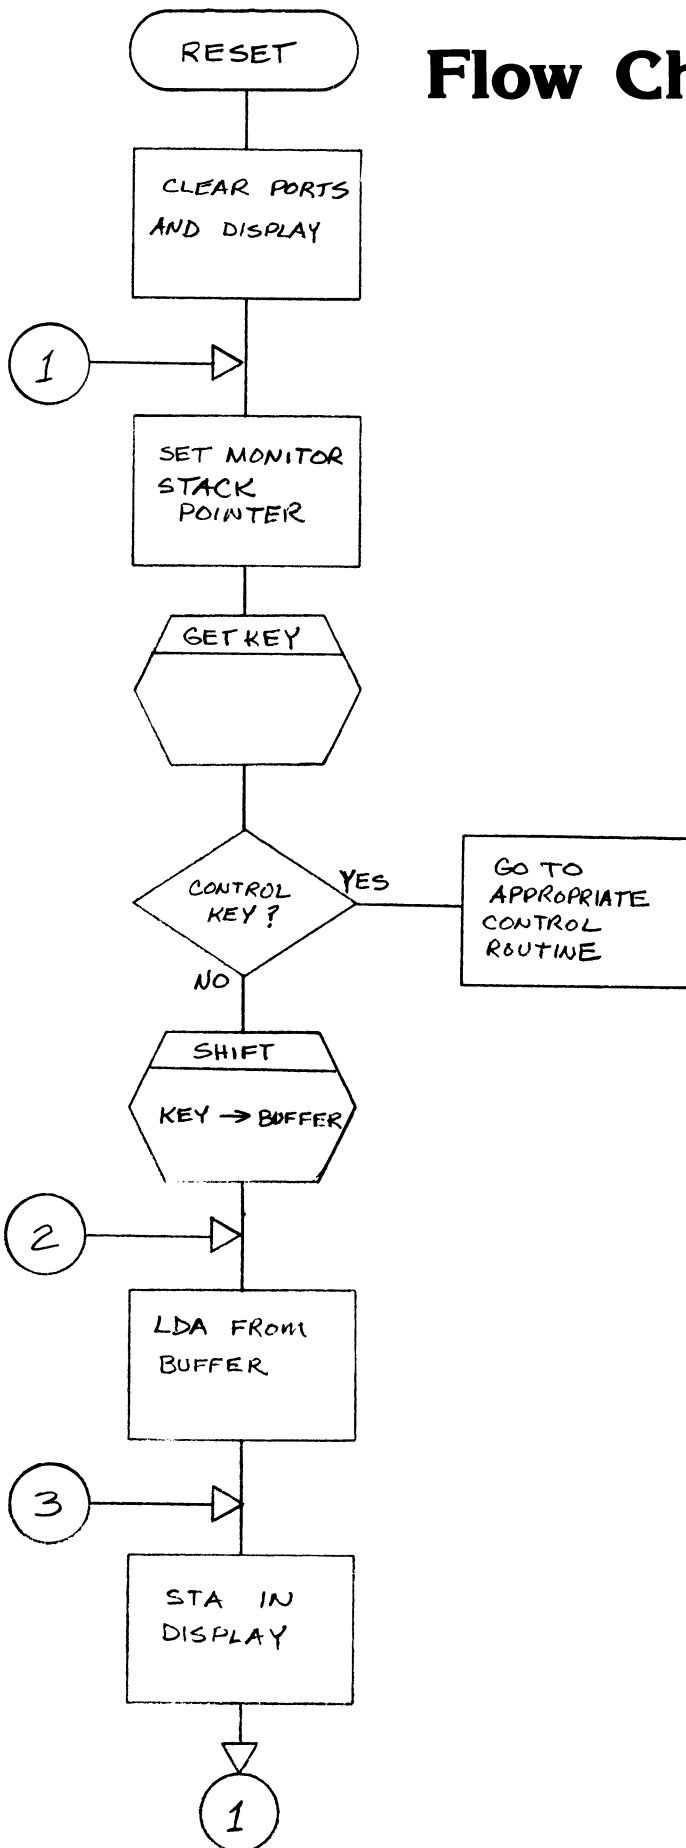 RESET
Flow Ch
CLEAR PORTS
AND DISPLAY
1
SET MONITOR
STACK
POINTER
GET KEY
CONTROL
KEY?
YES
GO TO
APPROPRIATE
CONTROL
ROUTINE
NO
SHIFT
KEY → BUFFER
2
LDA FROM
BUFFER
3
STA IN
DISPLAY
1